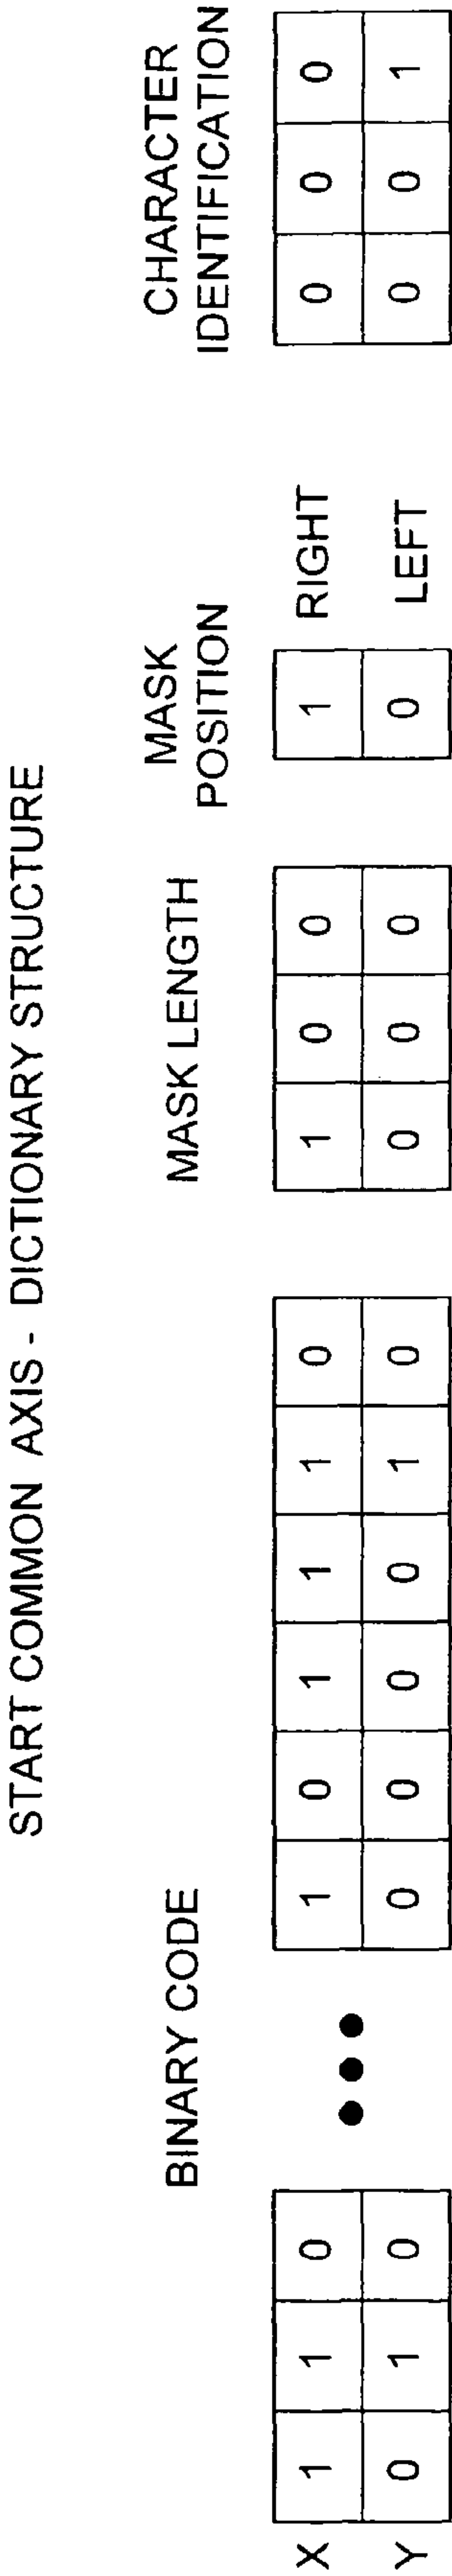 START COMMON AXIS - DICTIONARY STRUCTURE
BINARY CODE
MASK LENGTH
MASK
POSITION
CHARACTER
IDENTIFICATION
X 1 1 0 ••• 1 0 1 1 1 0 1 0 0 1 RIGHT 0 0 0
Y 0 1 0 0 0 0 0 1 0 0 0 0 0 LEFT 0 0 1